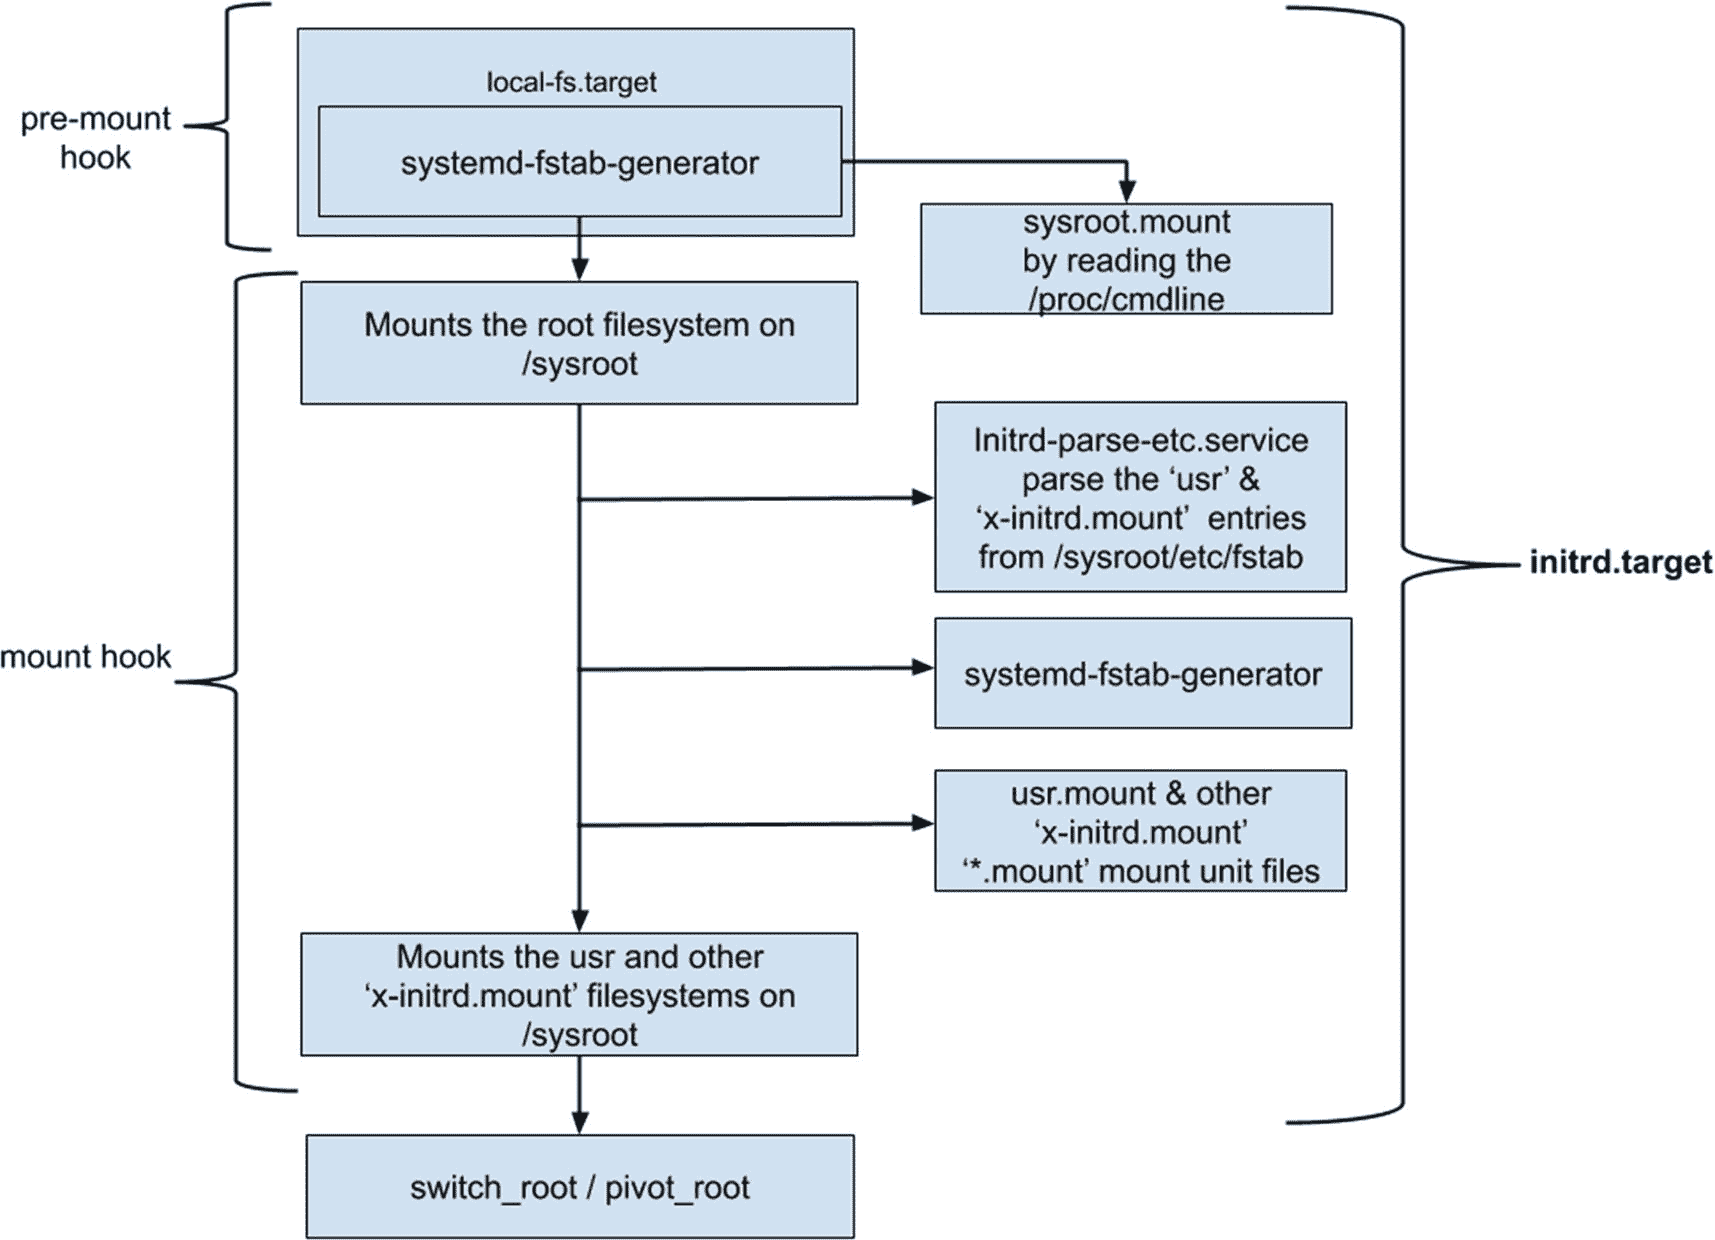 local-fs.target
pre-mount
hook
systemd-fstab-generator
sysroot.mount
by reading the
/proc/cmdline
Mounts the root filesystem on
/sysroot
Initrd-parse-etc.service
parse the ‘usr’ &
‘x-initrd.mount’ entries
from /sysroot/etc/fstab
initrd.target
mount hook
systemd-fstab-generator
usr.mount & other
‘x-initrd.mount’
‘*.mount’ mount unit files
Mounts the usr and other
‘x-initrd.mount’ filesystems on
/sysroot
switch_root / pivot_root